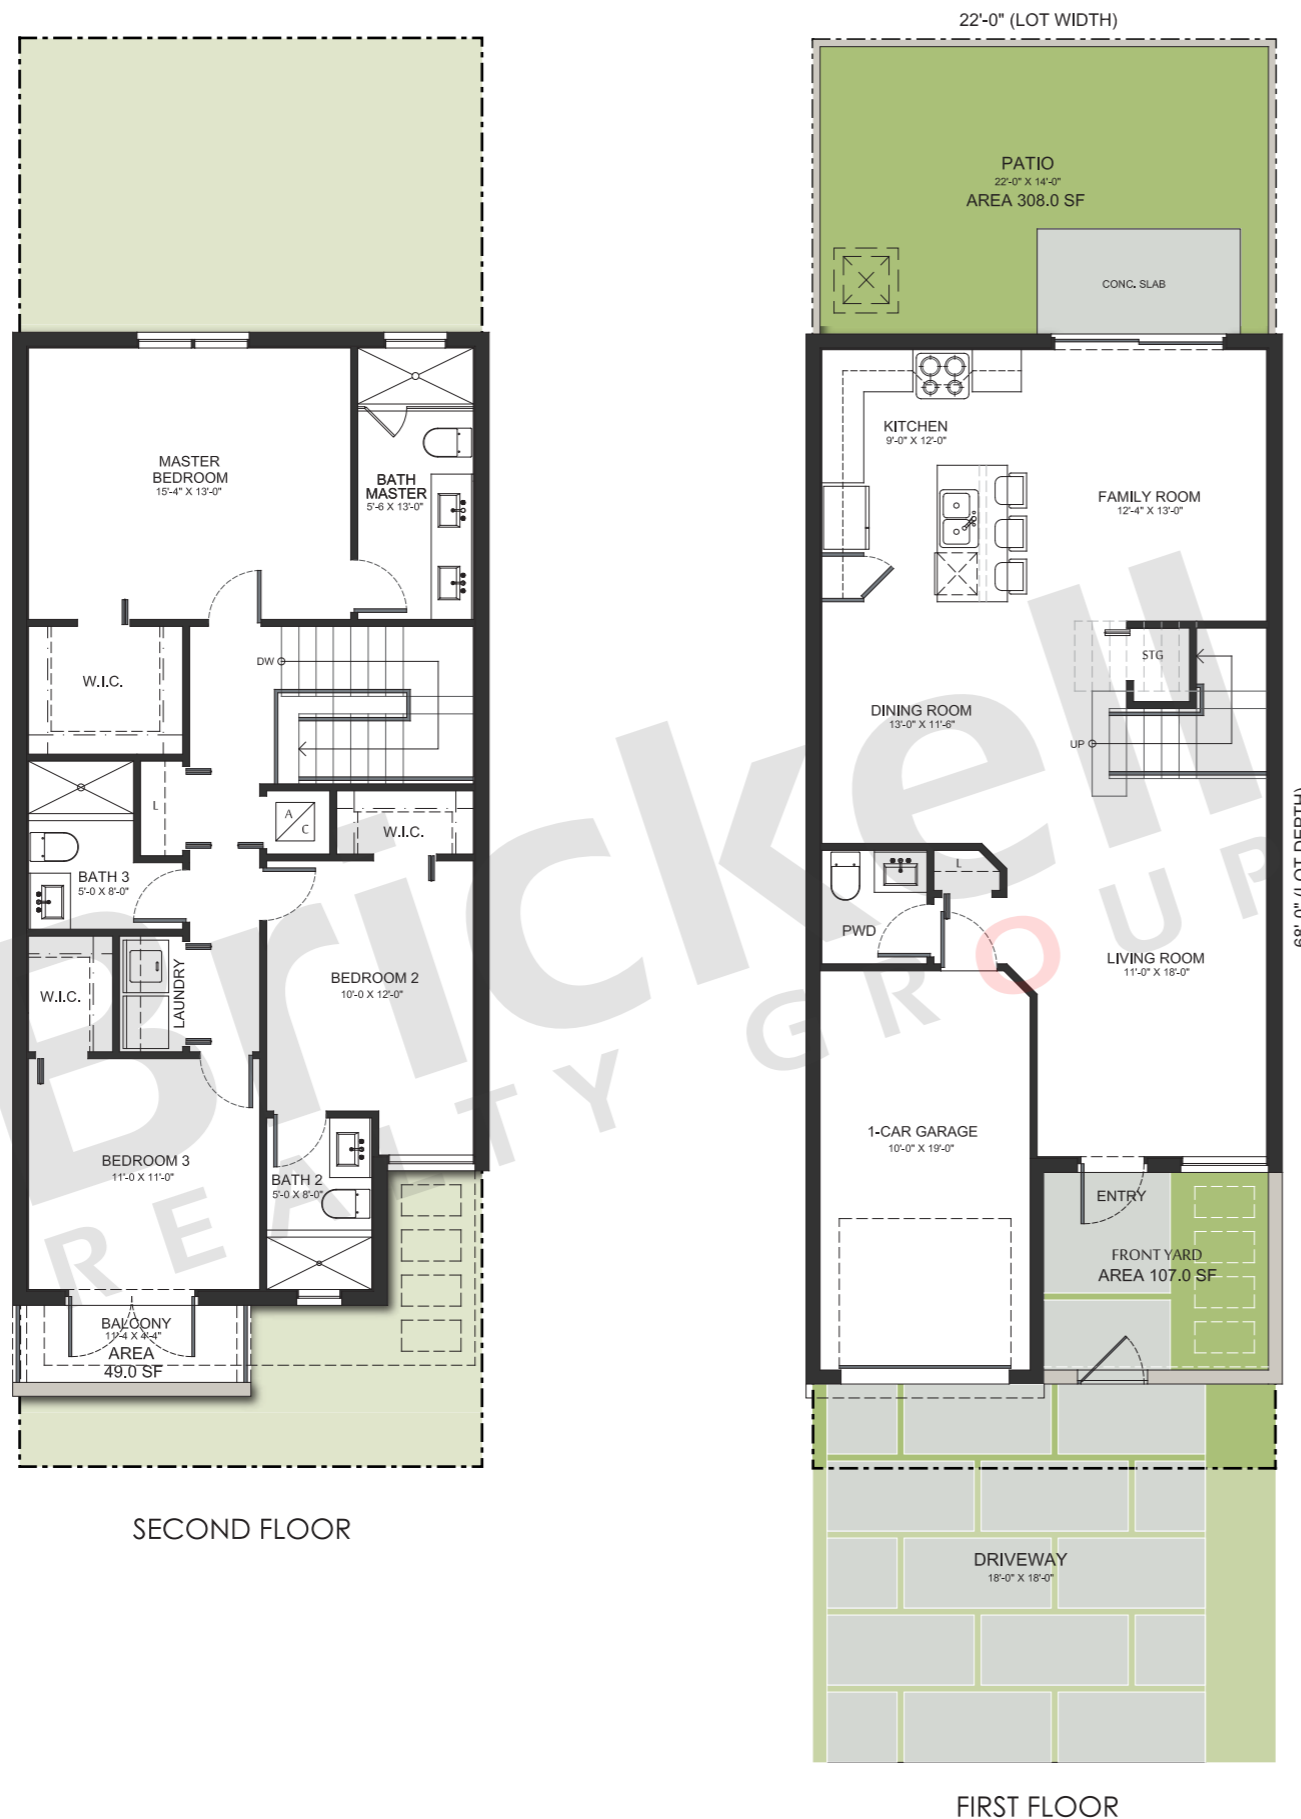 22'-0" (LOT WIDTH)
PATIO
22'-0" X 14'-0"
AREA 308.0 SF
CONC. SLAB
KITCHEN
9'-0" X 12'-0"
FAMILY ROOM
12'-4" X 13'-0"
STG
DINING ROOM
13'-0" X 11'-6"
UP
68'-0" (LOT DEPTH)
L
PWD
LIVING ROOM
11'-0" X 18'-0"
1-CAR GARAGE
10'-0" X 19'-0"
ENTRY
FRONT YARD
AREA 107.0 SF
DRIVEWAY
18'-0" X 18'-0"
FIRST FLOOR
MASTER
BEDROOM
15'-4" X 13'-0"
BATH
MASTER
5'-6 X 13'-0"
W.I.C.
DW
L
A
C
W.I.C.
BATH 3
5'-0 X 8'-0"
W.I.C.
LAUNDRY
BEDROOM 2
10'-0 X 12'-0"
BEDROOM 3
11'-0 X 11'-0"
BATH 2
5'-0 X 8'-0"
BALCONY
11'-4 X 4'-4"
AREA
49.0 SF
SECOND FLOOR
Brickell
REALTY GROUP